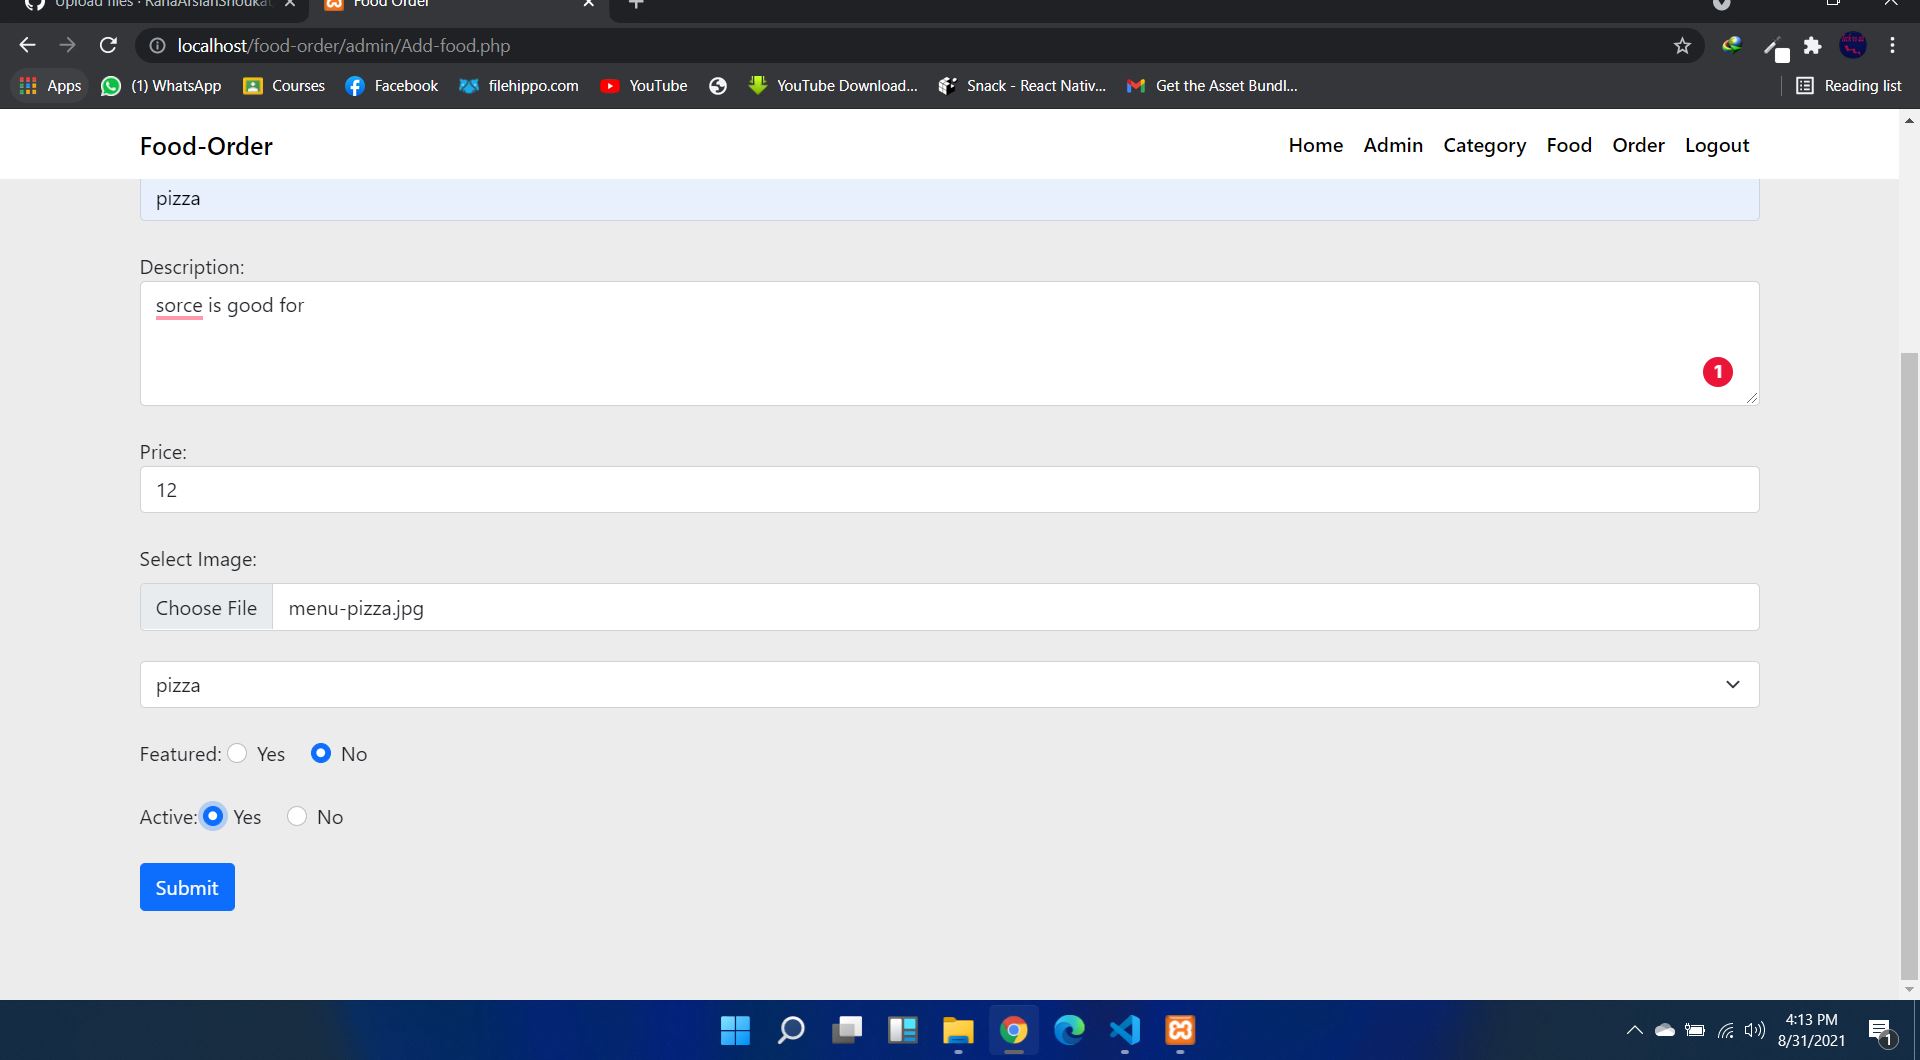 Upload files · RanaArslanShouka
Food Order
localhost/food-order/admin/Add-food.php
Apps
(1) WhatsApp
Courses
Facebook
filehippo.com
YouTube
YouTube Download...
Snack - React Nativ...
Get the Asset Bundl...
Reading list
Food-Order
Home Admin Category Food Order Logout
pizza
Description:
sorce is good for
1
Price:
12
Select Image:
Choose File menu-pizza.jpg
pizza
Featured: Yes No
Active: Yes No
Submit
4:13 PM
8/31/2021
1